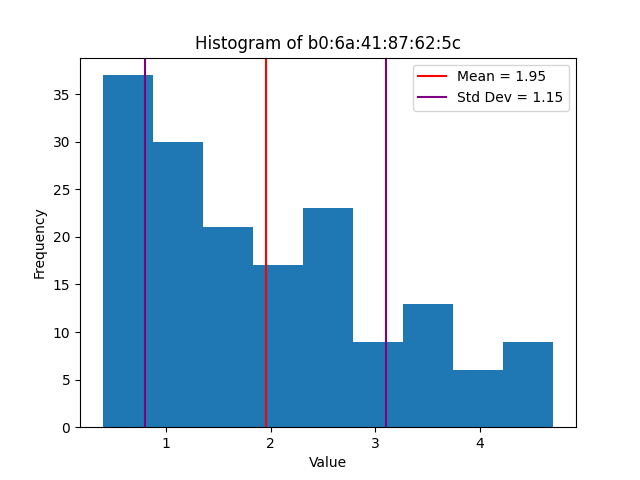 Histogram of b0:6a:41:87:62:5c
Mean = 1.95
Std Dev = 1.15
35
30
25
20
15
10
5
0
Frequency
1 2 3 4
Value